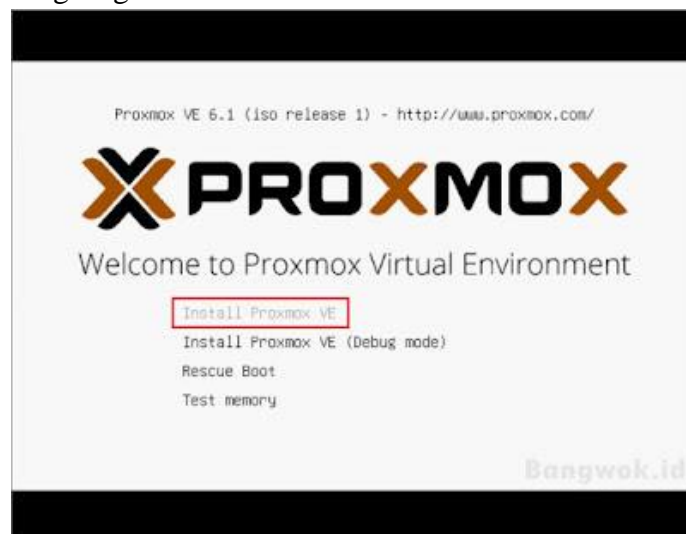 Proxmox VE 6.1 (iso release 1) - http://www.proxmox.com/
PROXMOX
Welcome to Proxmox Virtual Environment
Install Proxmox VE
Install Proxmox VE (Debug mode)
Rescue Boot
Test memory
Bangwok.id